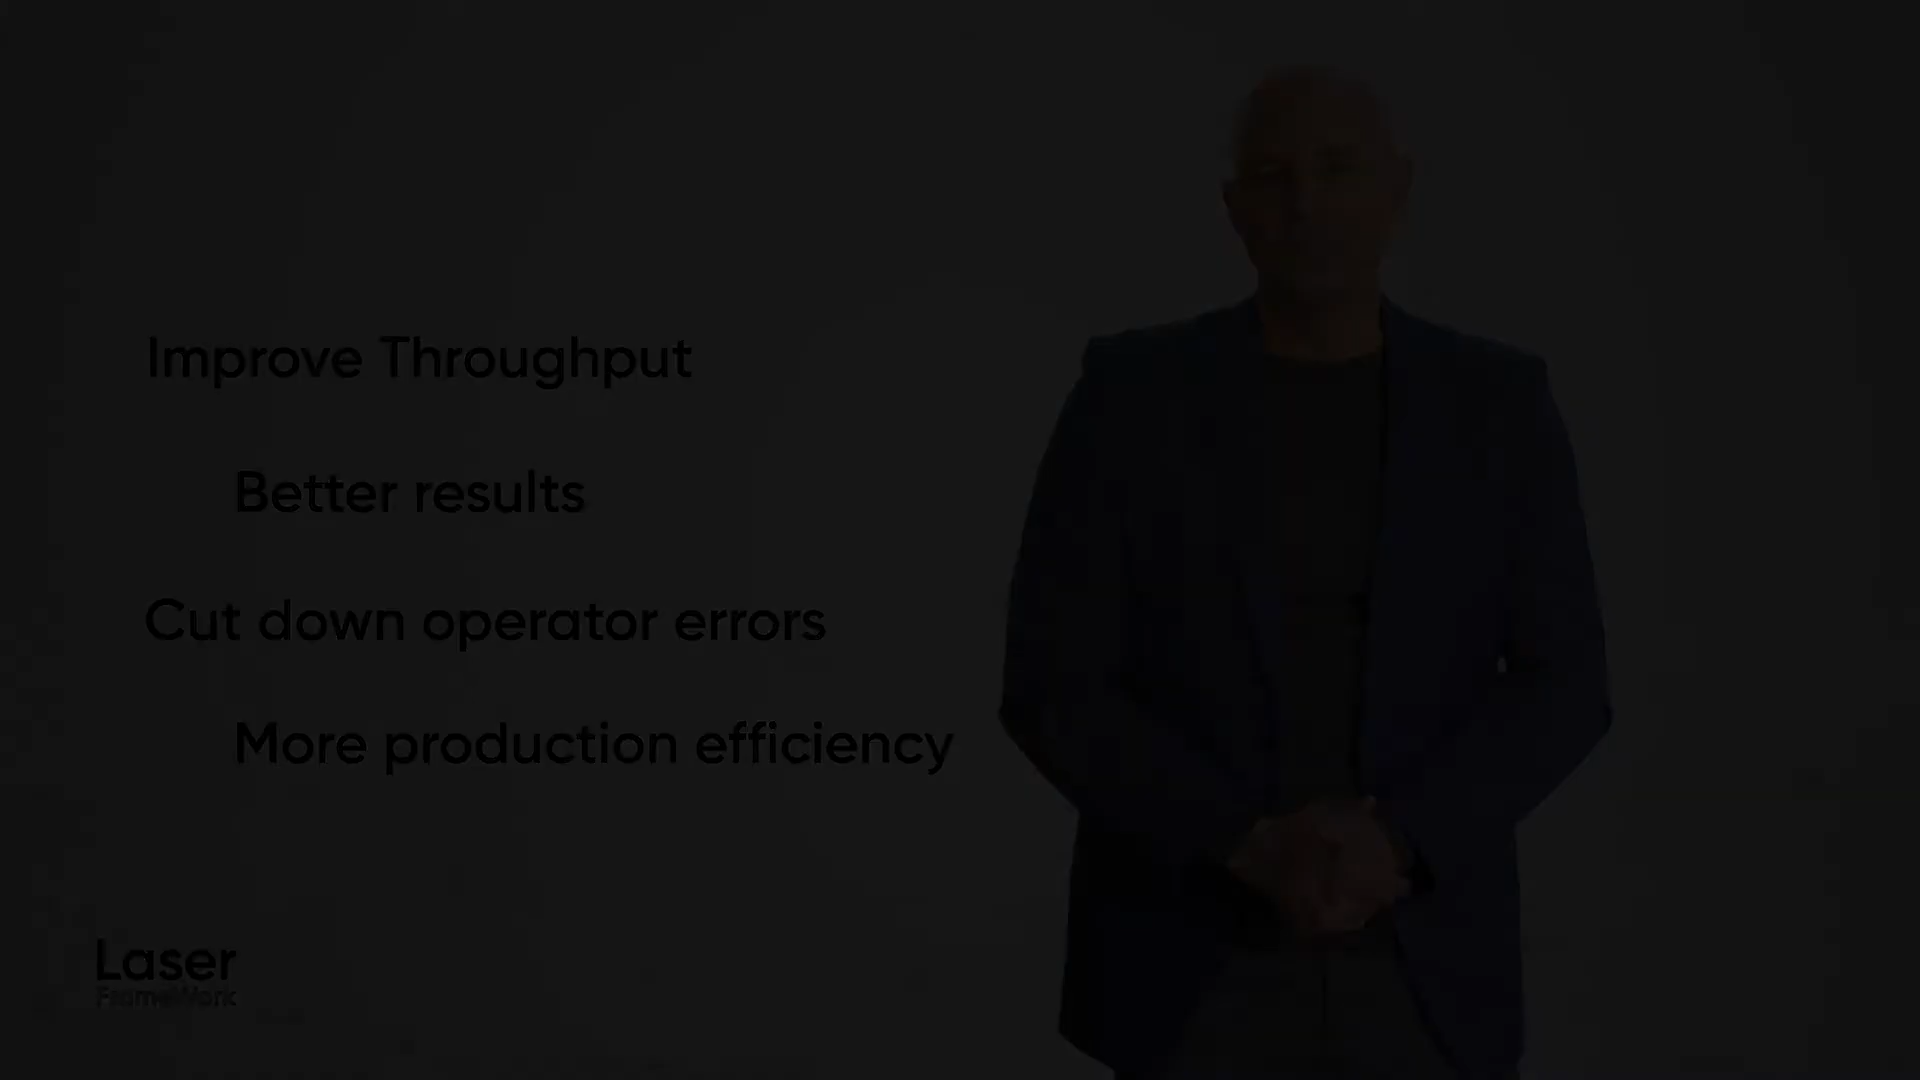 Improve Throughput
Better results
Cut down operator errors
More production efficiency
Laser
FrameWork